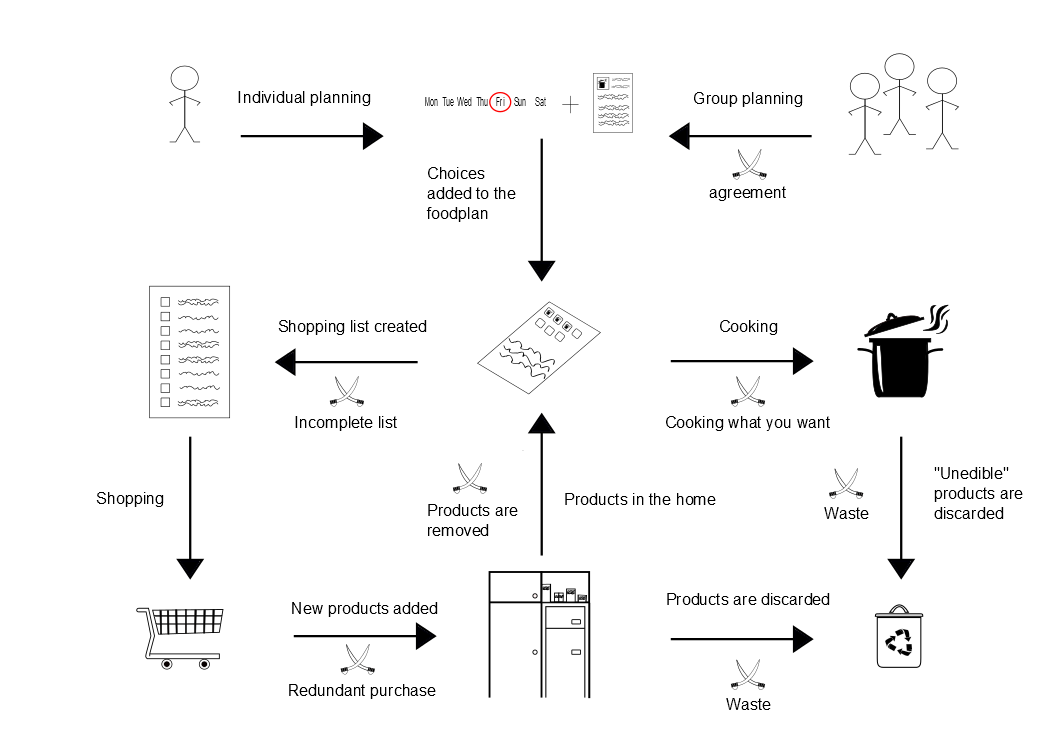 Individual planning
Mon Tue Wed Thu Fri Sun Sat
Group planning
agreement
Choices
added to the
foodplan
Shopping list created
Incomplete list
Cooking
Cooking what you want
Shopping
Products are
removed
Products in the home
Waste
"Unedible"
products are
discarded
New products added
Redundant purchase
Products are discarded
Waste